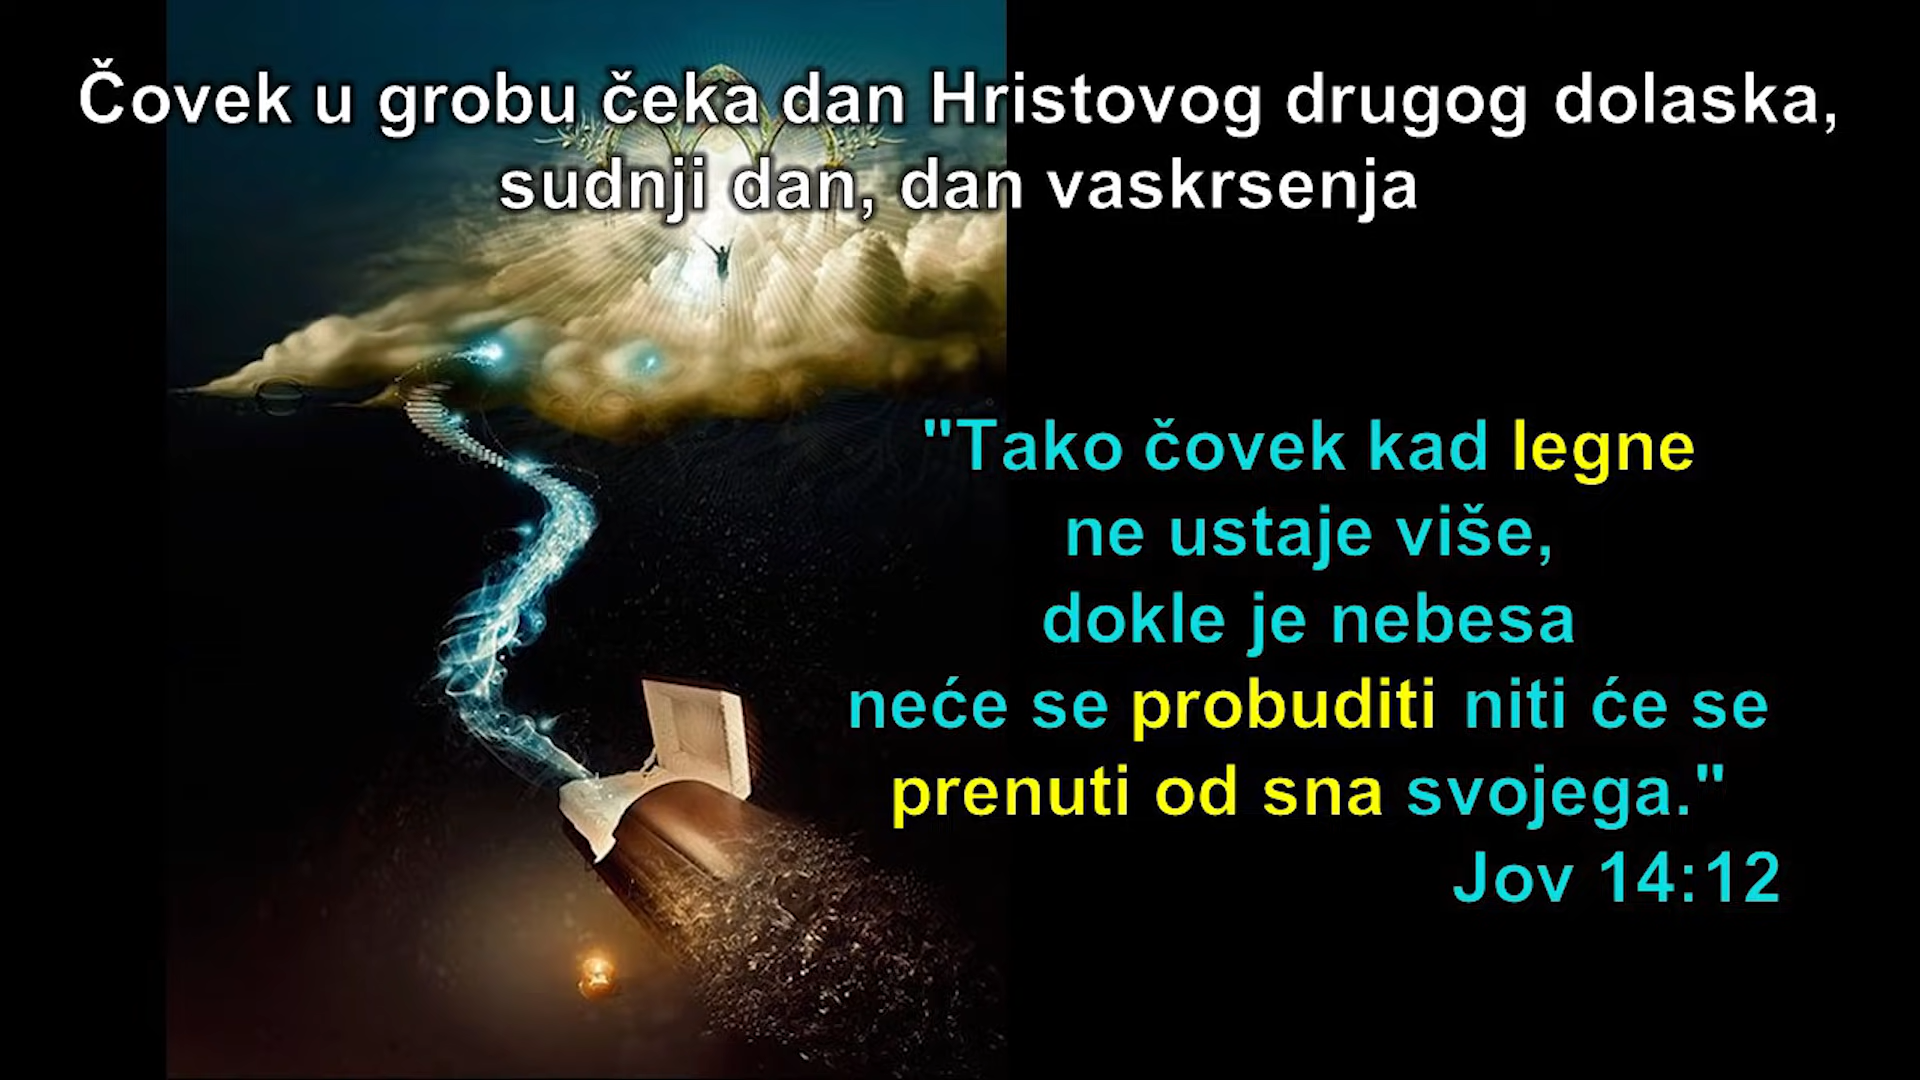 Čovek u grobu čeka dan Hristovog drugog dolaska,
sudnji dan, dan vaskrsenja
"Tako čovek kad legne
ne ustaje više,
dokle je nebesa
neće se probuditi niti će se
prenuti od sna svojega."
Jov 14:12